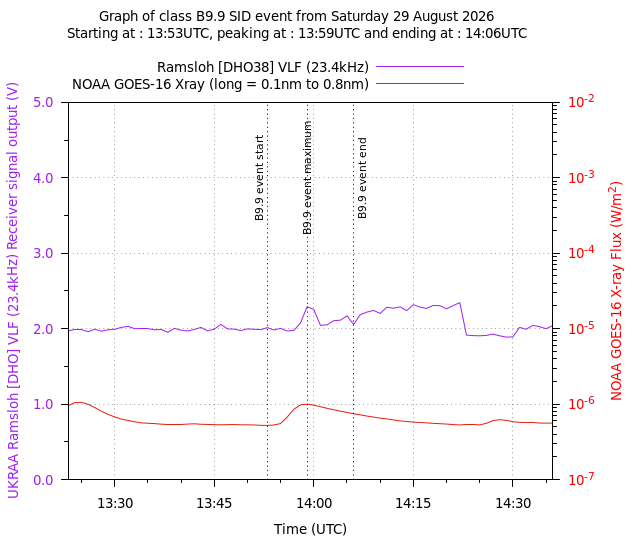 Graph of class B9.9 SID event from Saturday 29 August 2026
Starting at : 13:53UTC, peaking at : 13:59UTC and ending at : 14:06UTC
Ramsloh [DHO38] VLF (23.4kHz)
NOAA GOES-16 Xray (long = 0.1nm to 0.8nm)
UKRAA Ramsloh [DHO] VLF (23.4kHz) Receiver signal output (V)
5.0
4.0
3.0
2.0
1.0
0.0
B9.9 event start
B9.9 event maximum
B9.9 event end
10-2
10-3
10-4
10-5
10-6
10-7
NOAA GOES-16 X-ray Flux (W/m2)
13:30 13:45 14:00 14:15 14:30
Time (UTC)